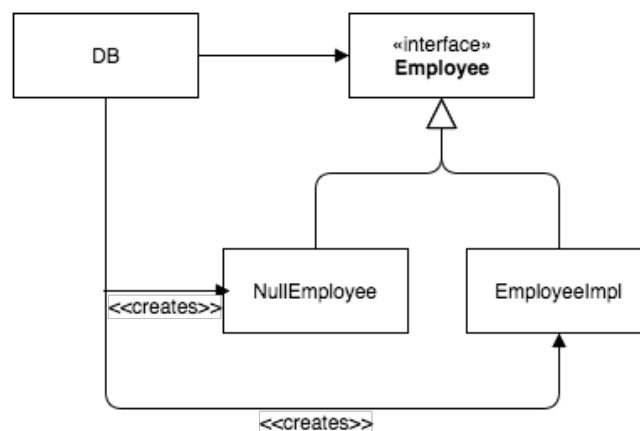 DB
«interface»
Employee
NullEmployee
EmployeeImpl
<<creates>>
<<creates>>